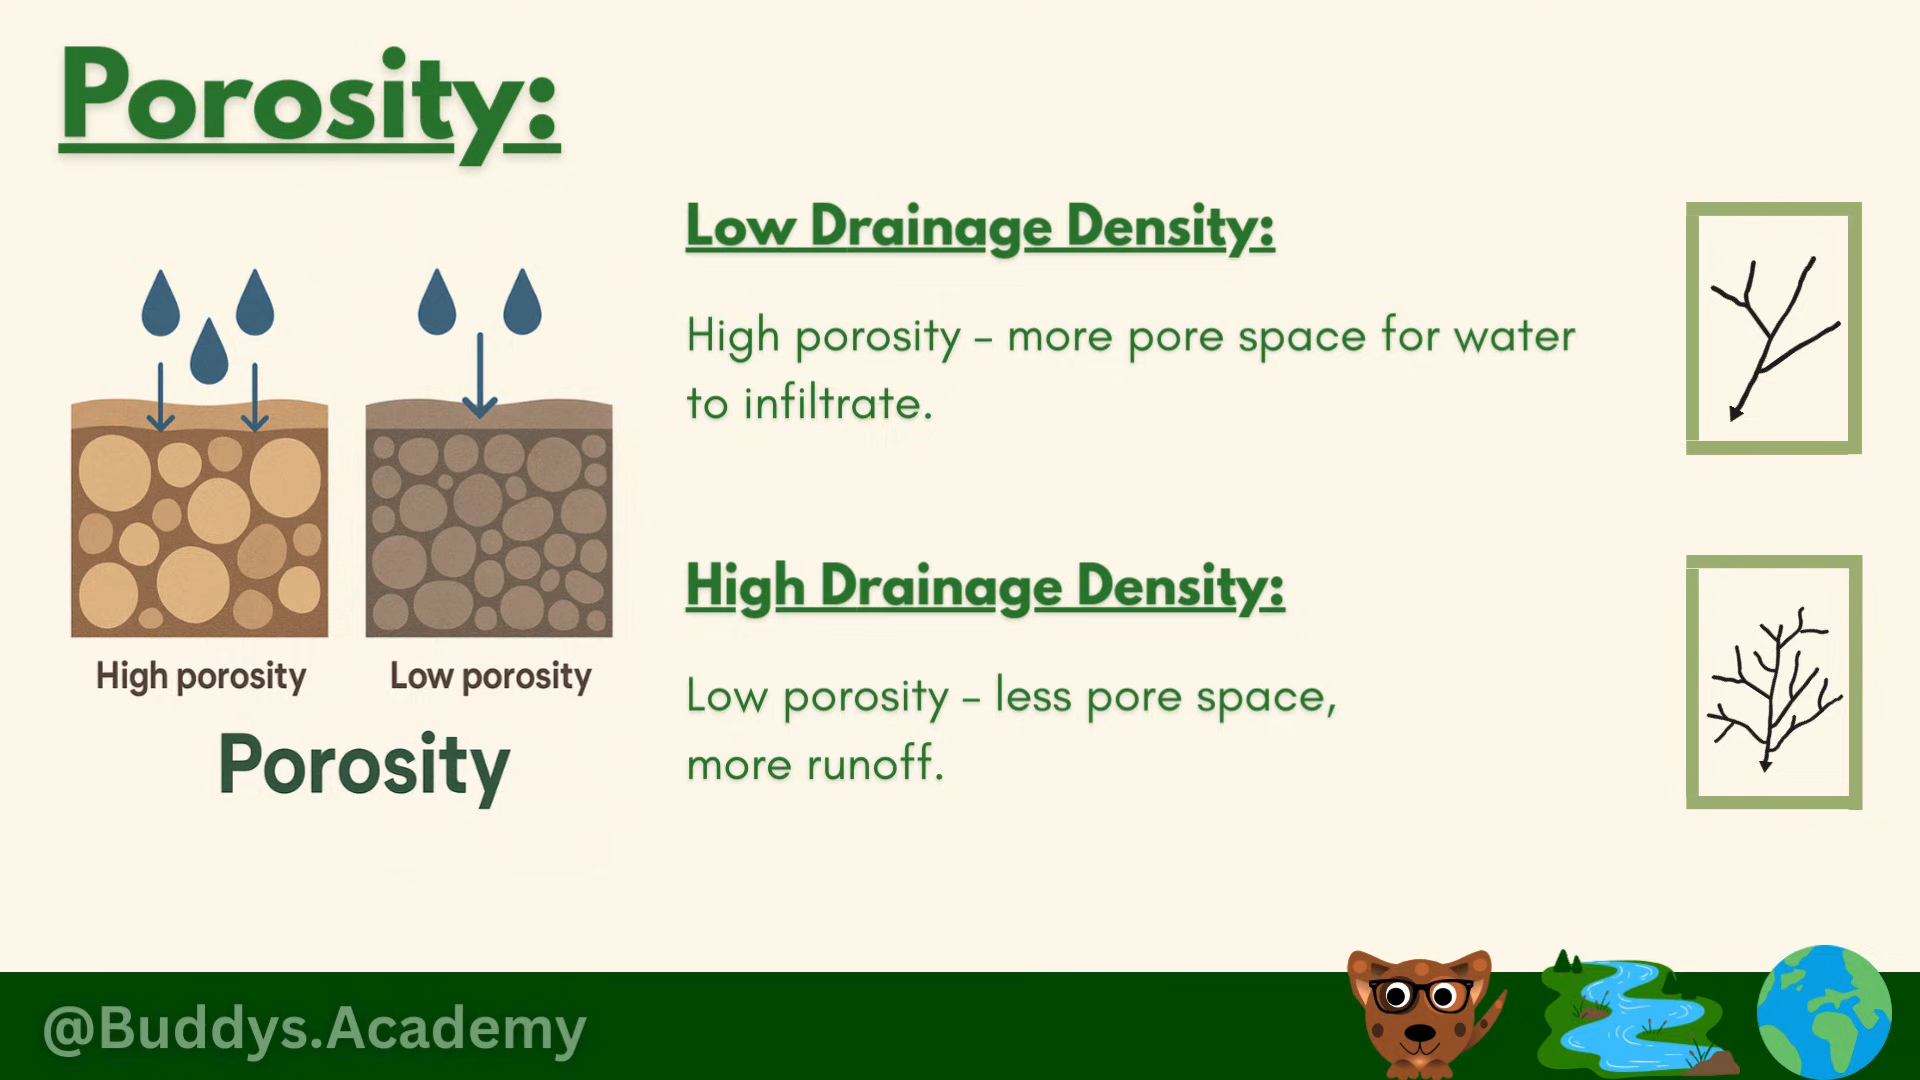 Porosity:
Low Drainage Density:
High porosity – more pore space for water
to infiltrate.
High Drainage Density:
Low porosity – less pore space,
more runoff.
High porosity
Low porosity
Porosity
@Buddys.Academy